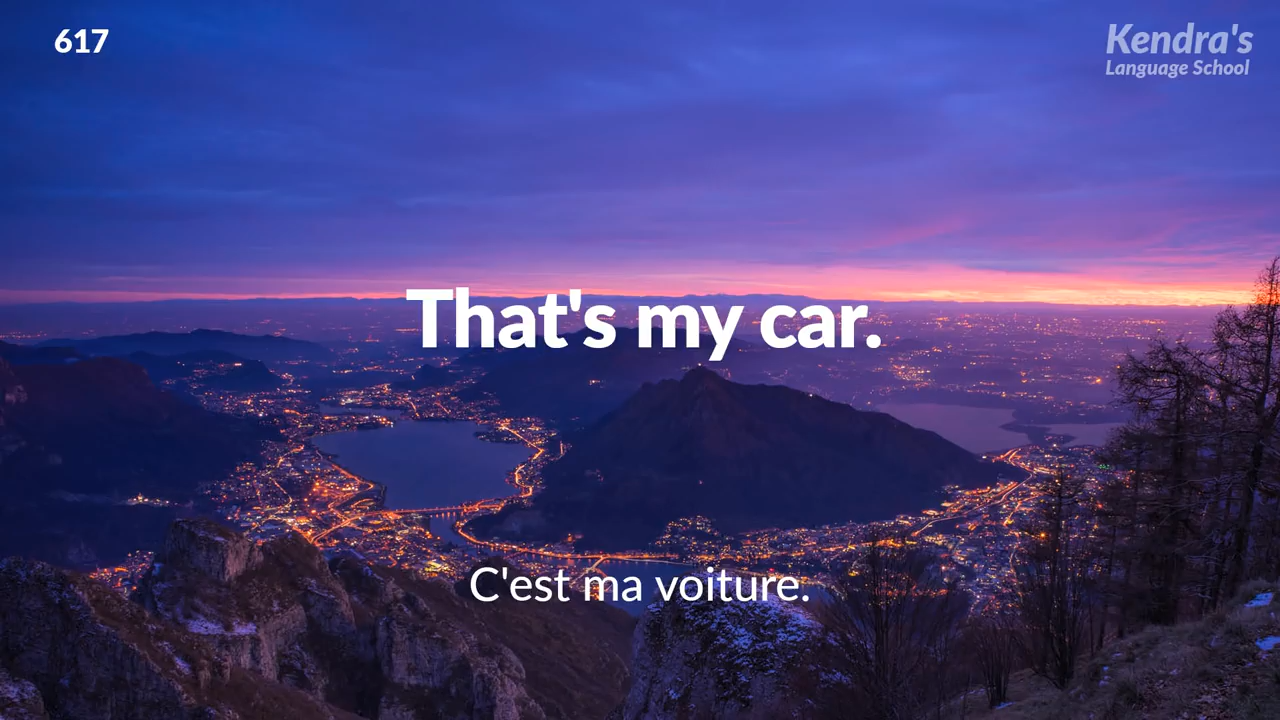 617
Kendra's
Language School
That's my car.
C'est ma voiture.